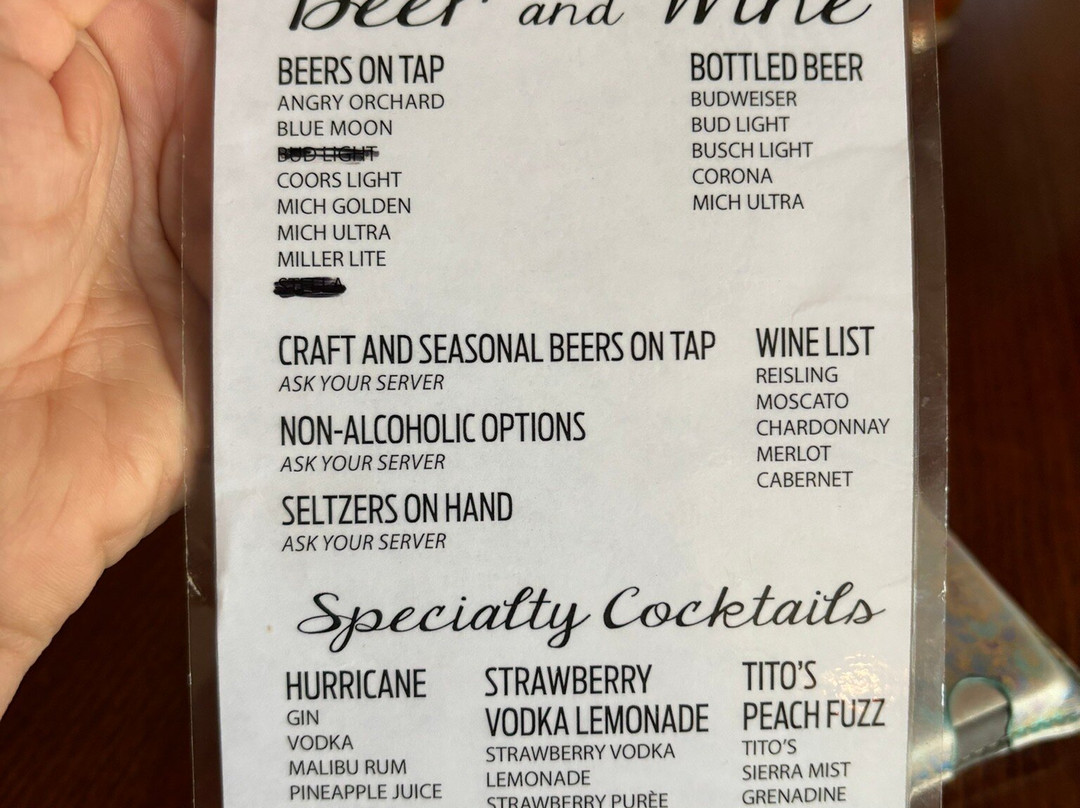 Beer and Wine
BEERS ON TAP
ANGRY ORCHARD
BLUE MOON
BUD LIGHT
COORS LIGHT
MICH GOLDEN
MICH ULTRA
MILLER LITE
STELLA
BOTTLED BEER
BUDWEISER
BUD LIGHT
BUSCH LIGHT
CORONA
MICH ULTRA
CRAFT AND SEASONAL BEERS ON TAP
ASK YOUR SERVER
NON-ALCOHOLIC OPTIONS
ASK YOUR SERVER
SELTZERS ON HAND
ASK YOUR SERVER
WINE LIST
REISLING
MOSCATO
CHARDONNAY
MERLOT
CABERNET
Specialty Cocktails
HURRICANE
GIN
VODKA
MALIBU RUM
PINEAPPLE JUICE
STRAWBERRY
VODKA LEMONADE
STRAWBERRY VODKA
LEMONADE
STRAWBERRY PURÈE
TITO'S
PEACH FUZZ
TITO'S
SIERRA MIST
GRENADINE